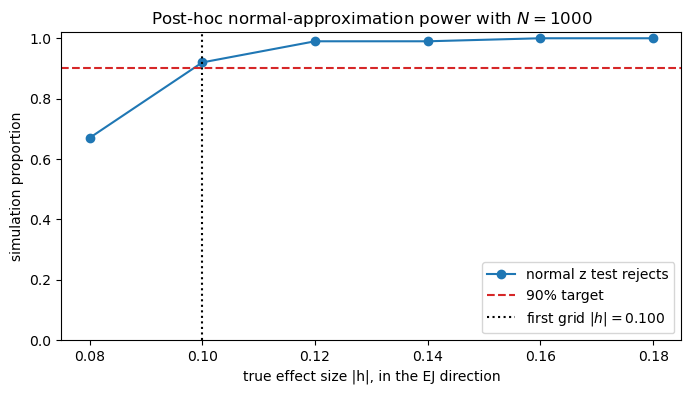 Post-hoc normal-approximation power with N = 1000
simulation proportion
1.0
0.8
0.6
0.4
0.2
0.0
normal z test rejects
90% target
first grid |h| = 0.100
0.08 0.10 0.12 0.14 0.16 0.18
true effect size |h|, in the EJ direction